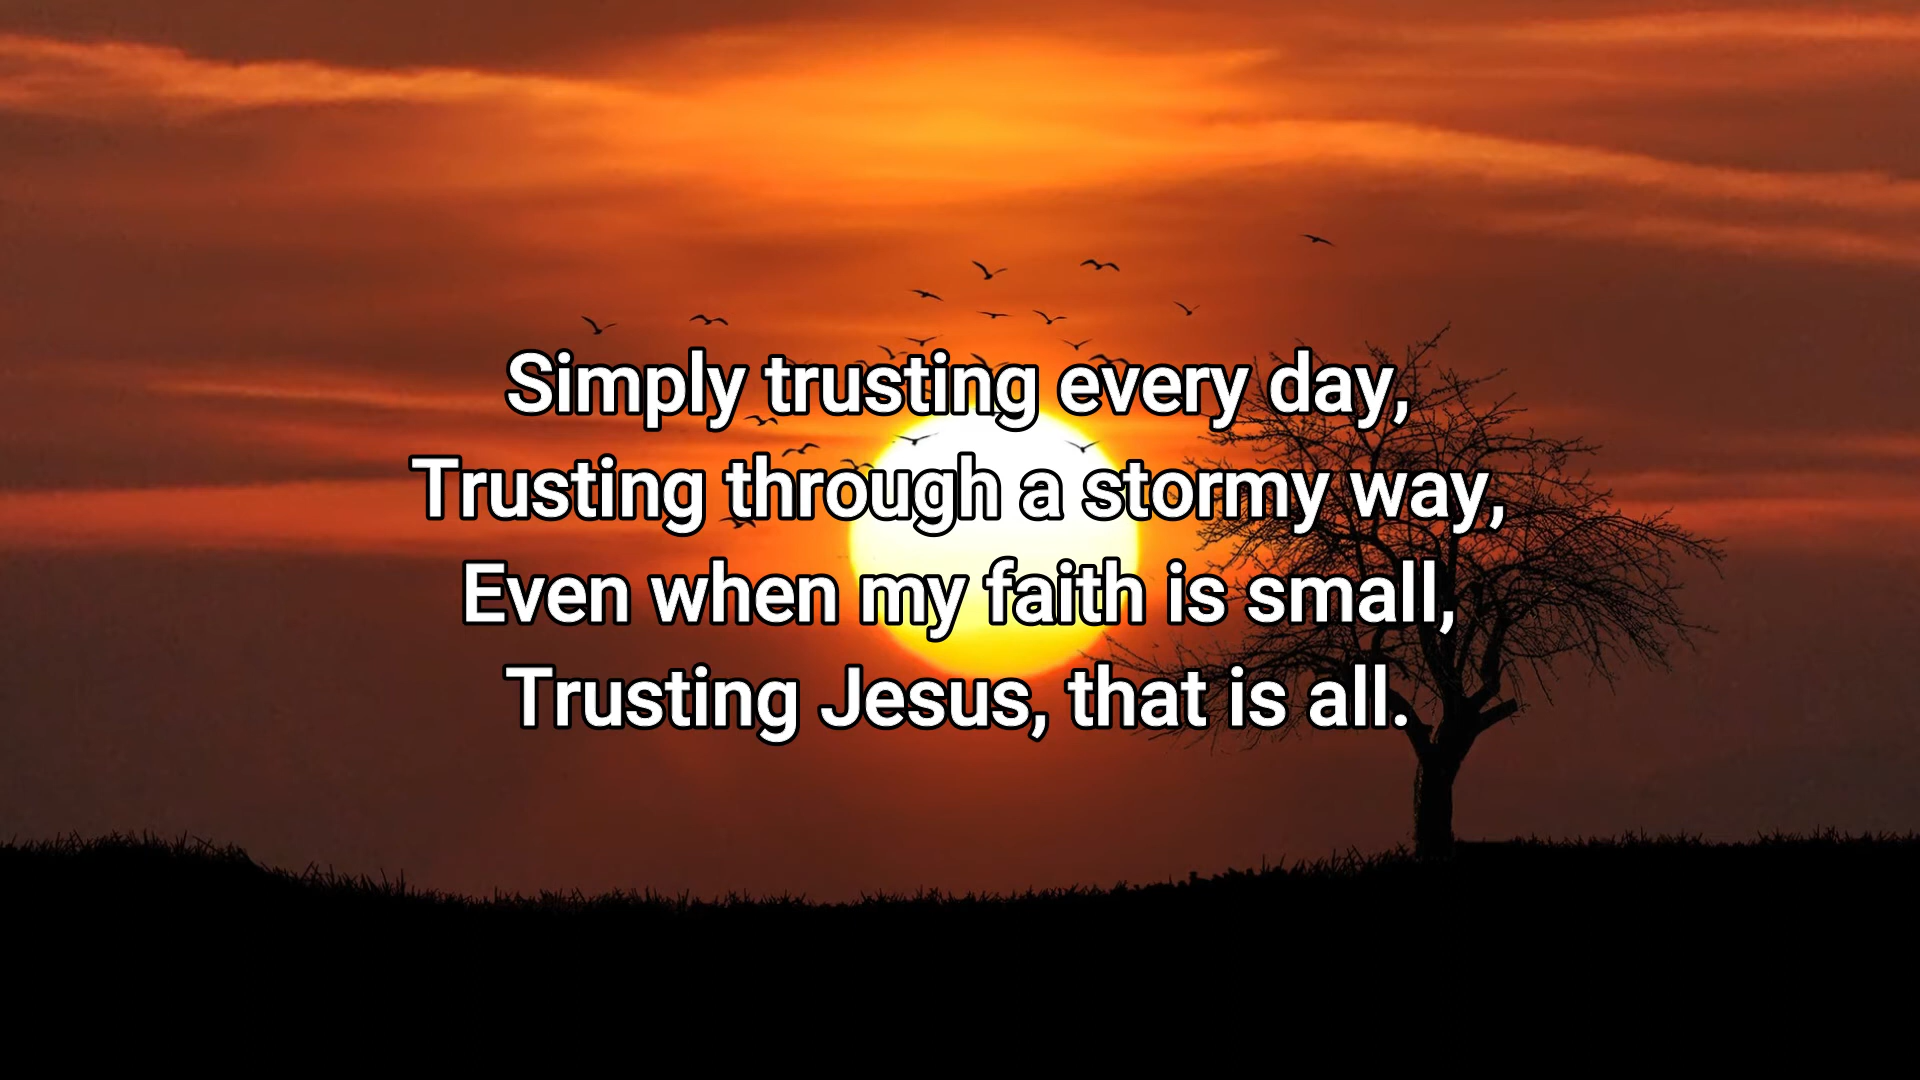 Simply trusting every day,
Trusting through a stormy way,
Even when my faith is small,
Trusting Jesus, that is all.